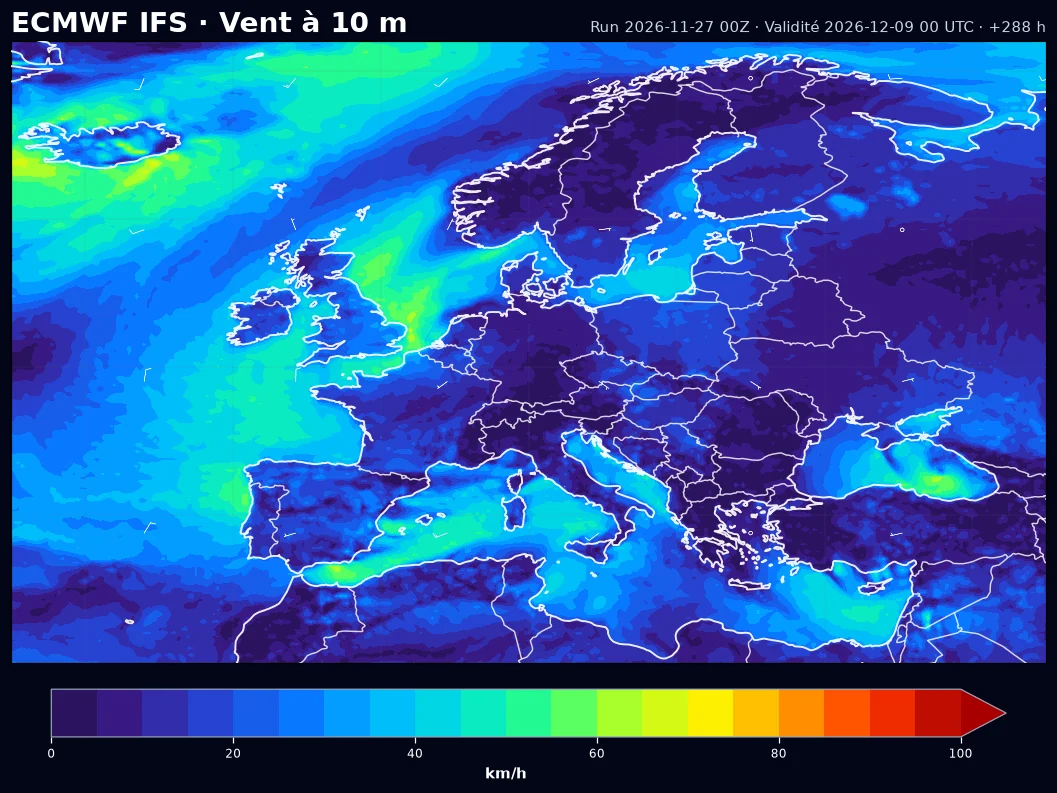 ECMWF IFS · Vent à 10 m
Run 2026-11-27 00Z · Validité 2026-12-09 00 UTC · +288 h
0 20 40 60 80 100
km/h